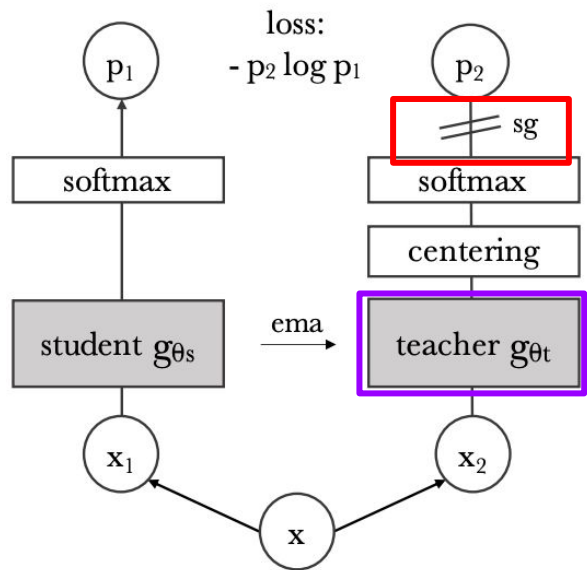 loss:
- p₂ log p₁
p₁
p₂
sg
softmax
softmax
centering
student gθs
ema
teacher gθt
x₁
x₂
x